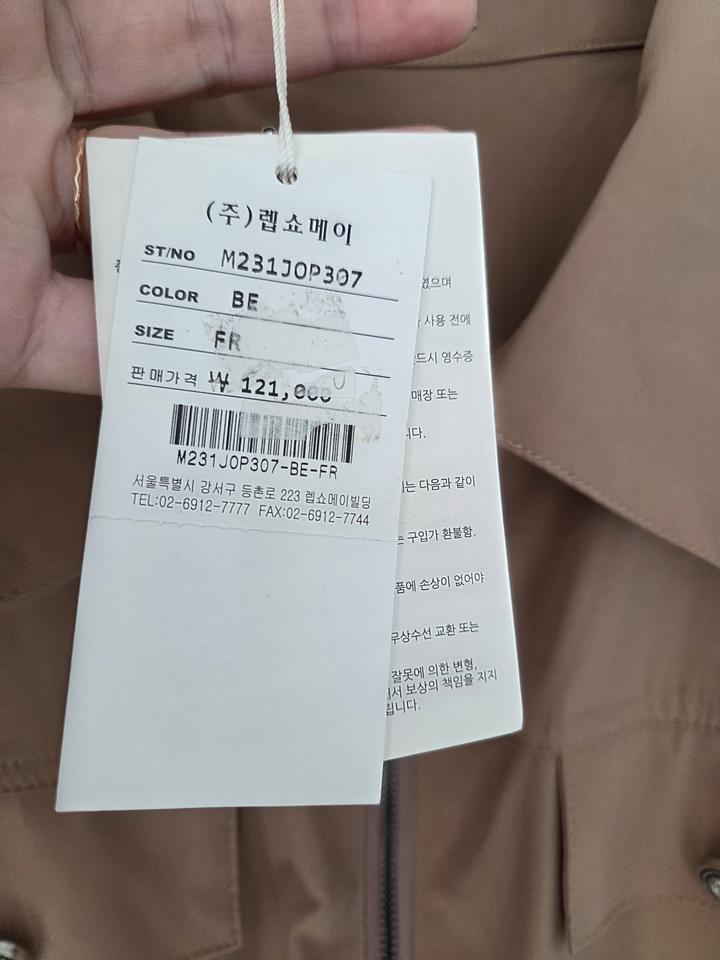 (주)렙쇼메이
ST/NO M231JOP307
COLOR BE
SIZE FR
판매가격 ₩ 121,000
M231JOP307-BE-FR
서울특별시 강서구 등촌로 223 렙쇼메이빌딩
TEL:02-6912-7777 FAX:02-6912-7744
였으며
사용 전에
드시 영수증
매장 또는
니다.
는 다음과 같이
는 구입가 환불함.
품에 손상이 없어야
무상수선 교환 또는
잘못에 의한 변형,
서 보상의 책임을 지지
립니다.